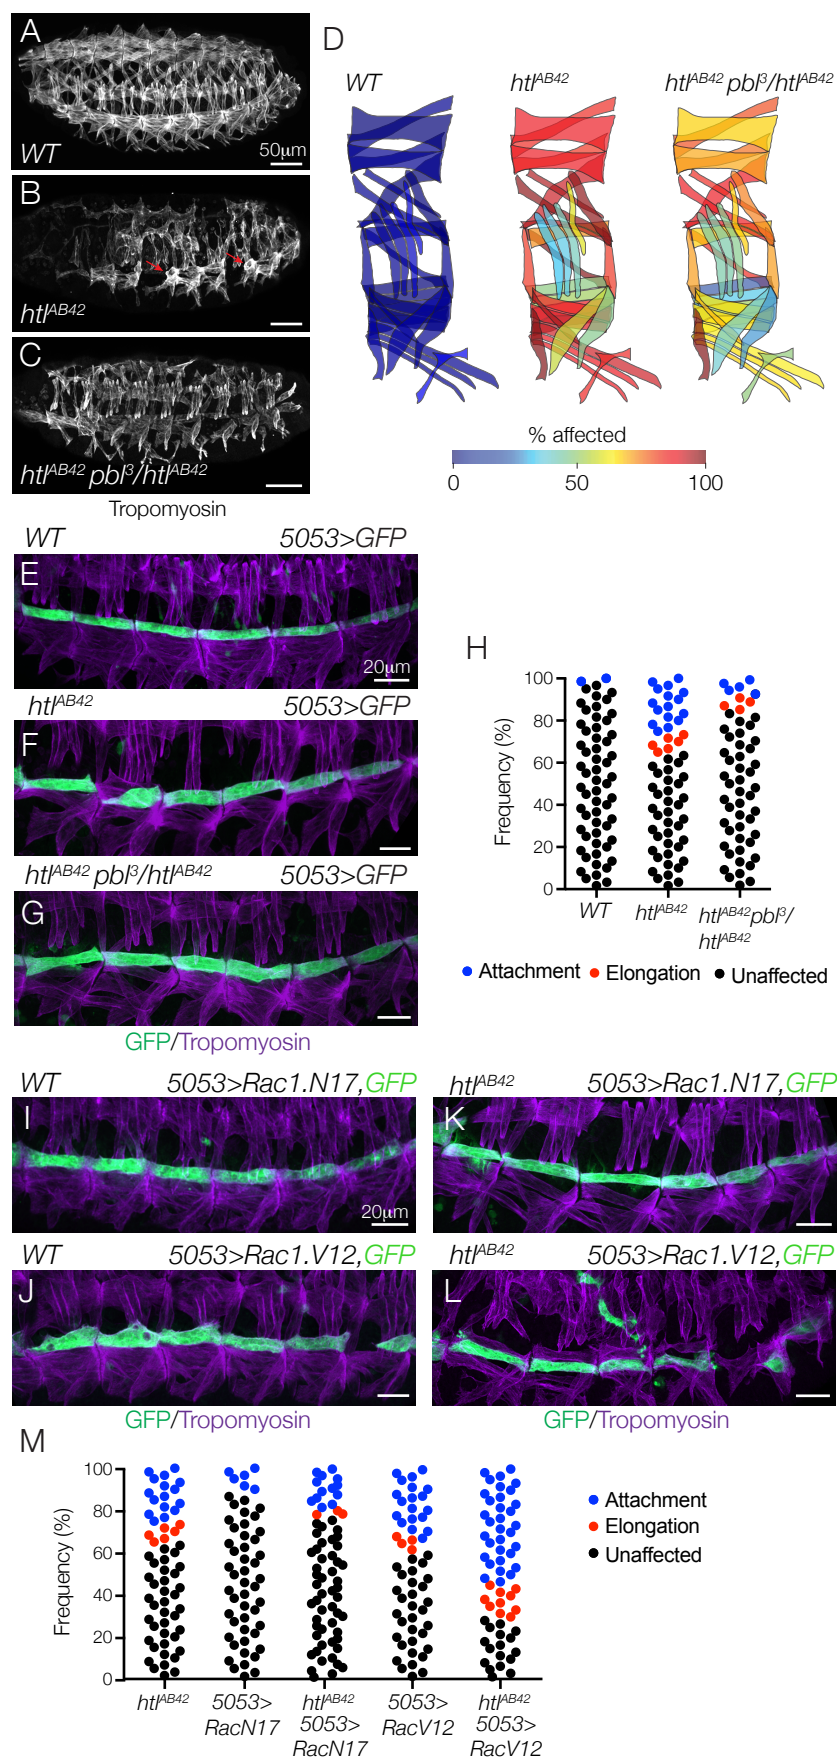 A
WT
50μm
B
htlAB42
C
htlAB42 pbl3/htlAB42
Tropomyosin
D
WT
htlAB42
htlAB42 pbl3/htlAB42
% affected
0
50
100
WT
5053>GFP
E
20μm
htlAB42
5053>GFP
F
htlAB42 pbl3/htlAB42
5053>GFP
G
GFP/Tropomyosin
H
Frequency (%)
100
80
60
40
20
0
WT
htlAB42
htlAB42pbl3/
htlAB42
Attachment
Elongation
Unaffected
WT
5053>Rac1.N17,GFP
I
20μm
WT
5053>Rac1.V12,GFP
J
GFP/Tropomyosin
htlAB42
5053>Rac1.N17,GFP
K
htlAB42
5053>Rac1.V12,GFP
L
GFP/Tropomyosin
M
Frequency (%)
100
80
60
40
20
0
htlAB42
5053>
RacN17
htlAB42
5053>
RacN17
5053>
RacV12
htlAB42
5053>
RacV12
Attachment
Elongation
Unaffected